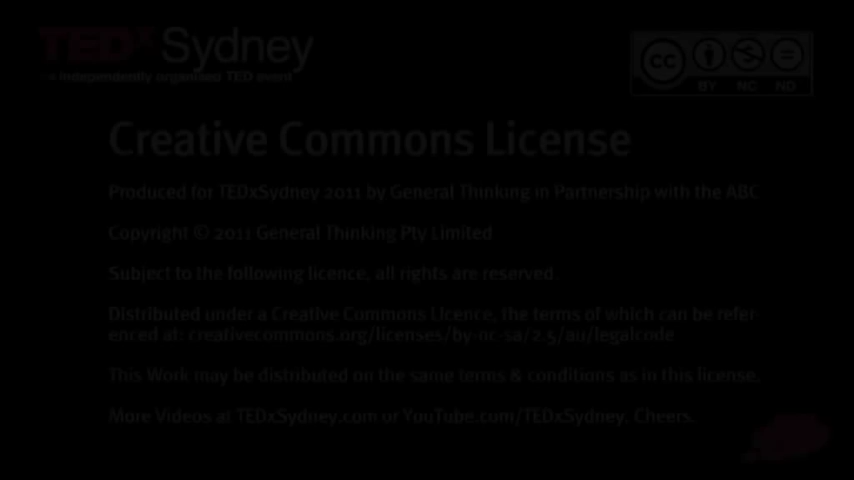 TEDx Sydney
independently organised TED event
cc
BY NC ND
Creative Commons License
Produced for TEDxSydney 2011 by General Thinking in Partnership with the ABC
Copyright © 2011 General Thinking Pty Limited
Subject to the following licence, all rights are reserved
Distributed under a Creative Commons Licence, the terms of which can be refer
enced at: creativecommons.org/licenses/by-nc-sa/2.5/au/legalcode
This Work may be distributed on the same terms & conditions as in this license.
More Videos at TEDxSydney.com or YouTube.com/TEDxSydney. Cheers.